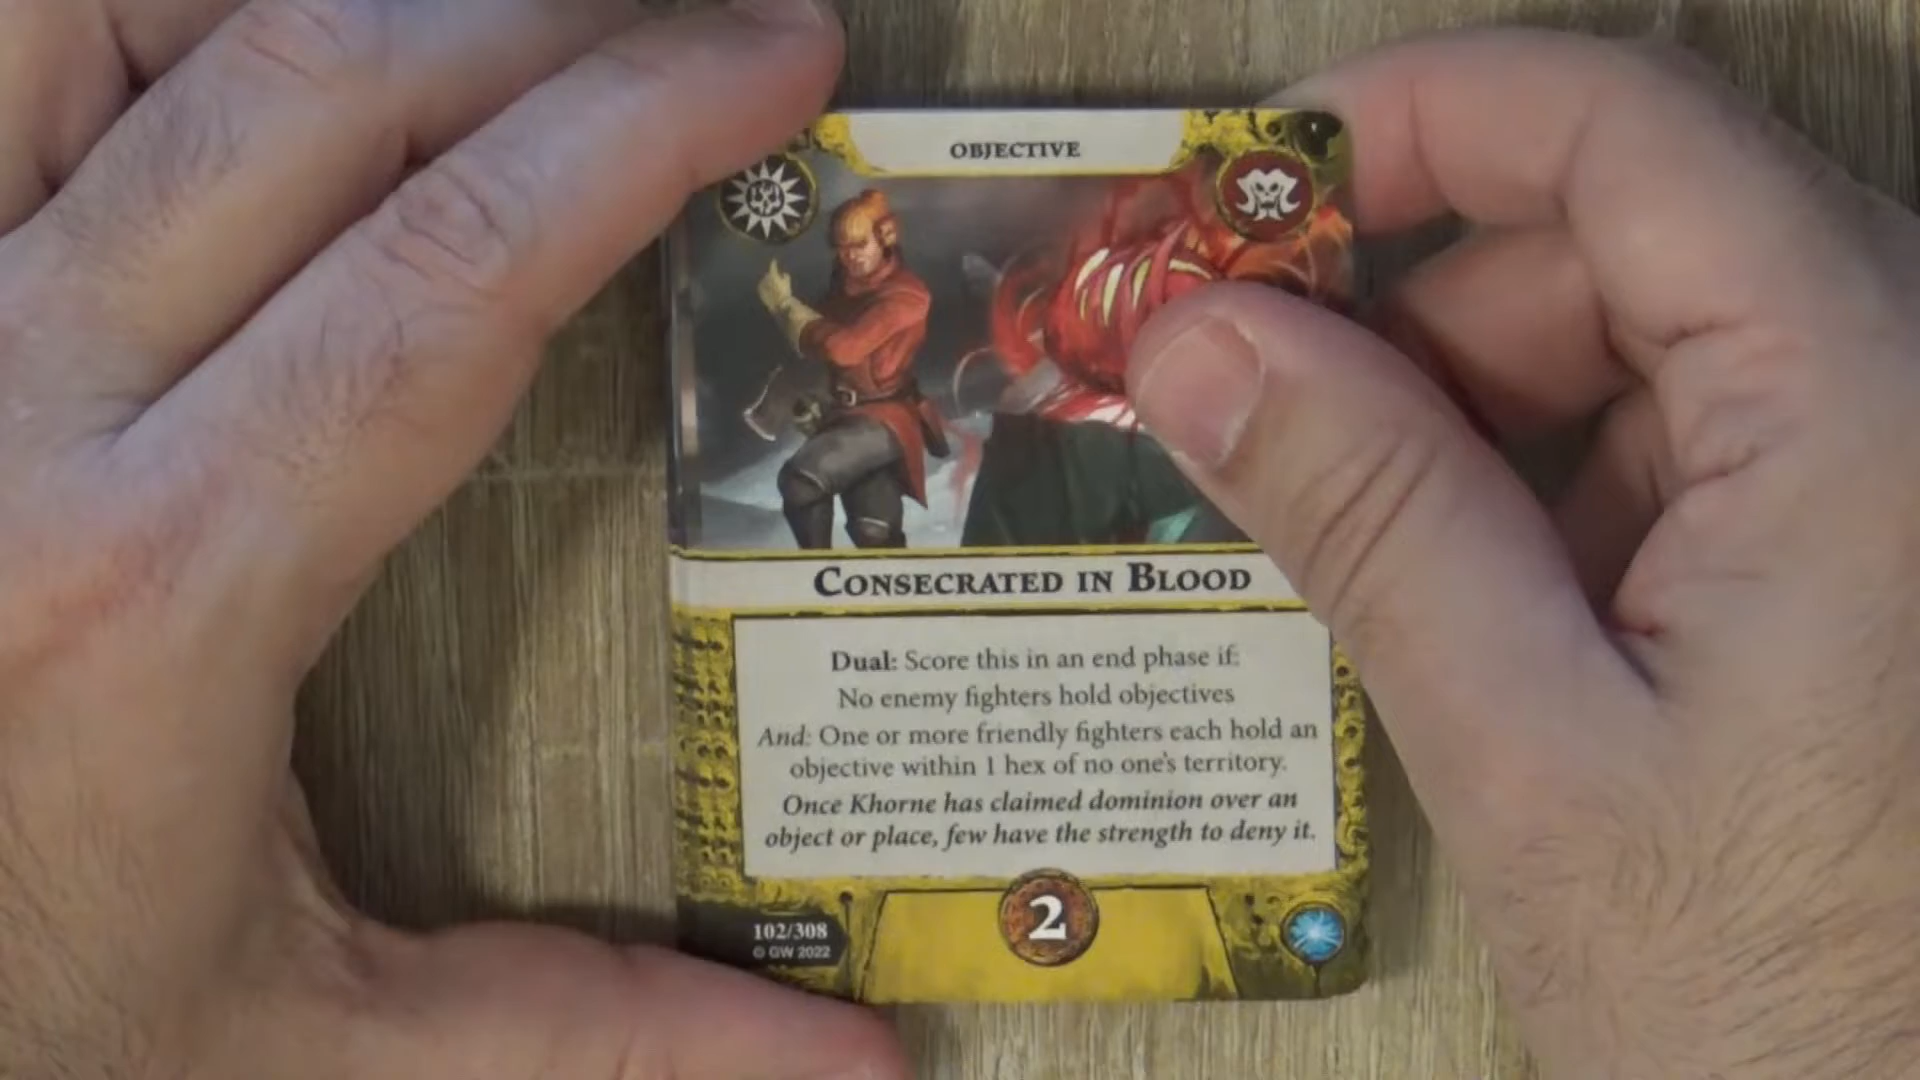 OBJECTIVE
CONSECRATED IN BLOOD
Dual: Score this in an end phase if:
No enemy fighters hold objectives
And: One or more friendly fighters each hold an
objective within 1 hex of no one's territory.
Once Khorne has claimed dominion over an
object or place, few have the strength to deny it.
2
102/308
© GW 2022